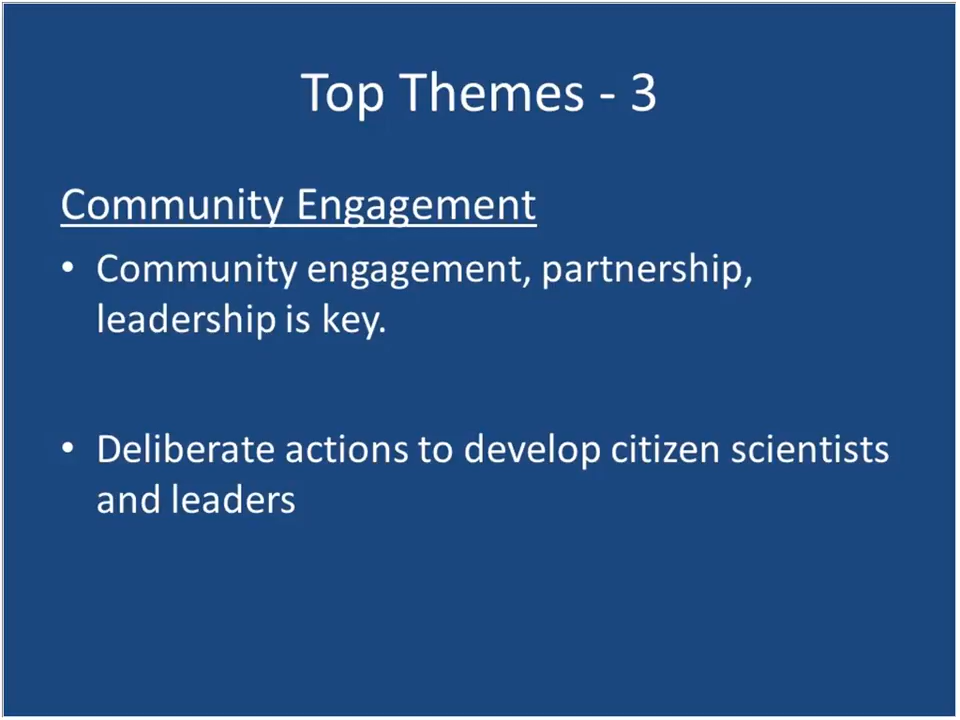 Top Themes - 3
Community Engagement
• Community engagement, partnership,
leadership is key.
• Deliberate actions to develop citizen scientists
and leaders